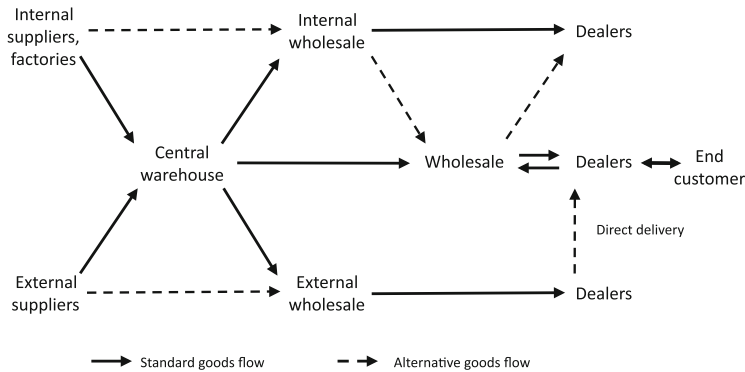 Internal
suppliers,
factories
Internal
wholesale
Dealers
Central
warehouse
Wholesale
Dealers
End
customer
Direct delivery
External
suppliers
External
wholesale
Dealers
Standard goods flow
Alternative goods flow